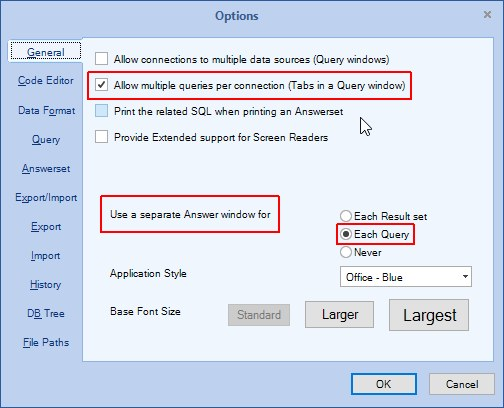 Options
General
Code Editor
Data Format
Query
Answerset
Export/Import
Export
Import
History
DB Tree
File Paths
Allow connections to multiple data sources (Query windows)
Allow multiple queries per connection (Tabs in a Query window)
Print the related SQL when printing an Answerset
Provide Extended support for Screen Readers
Use a separate Answer window for
Each Result set
Each Query
Never
Application Style
Office - Blue
Base Font Size
Standard
Larger
Largest
OK
Cancel